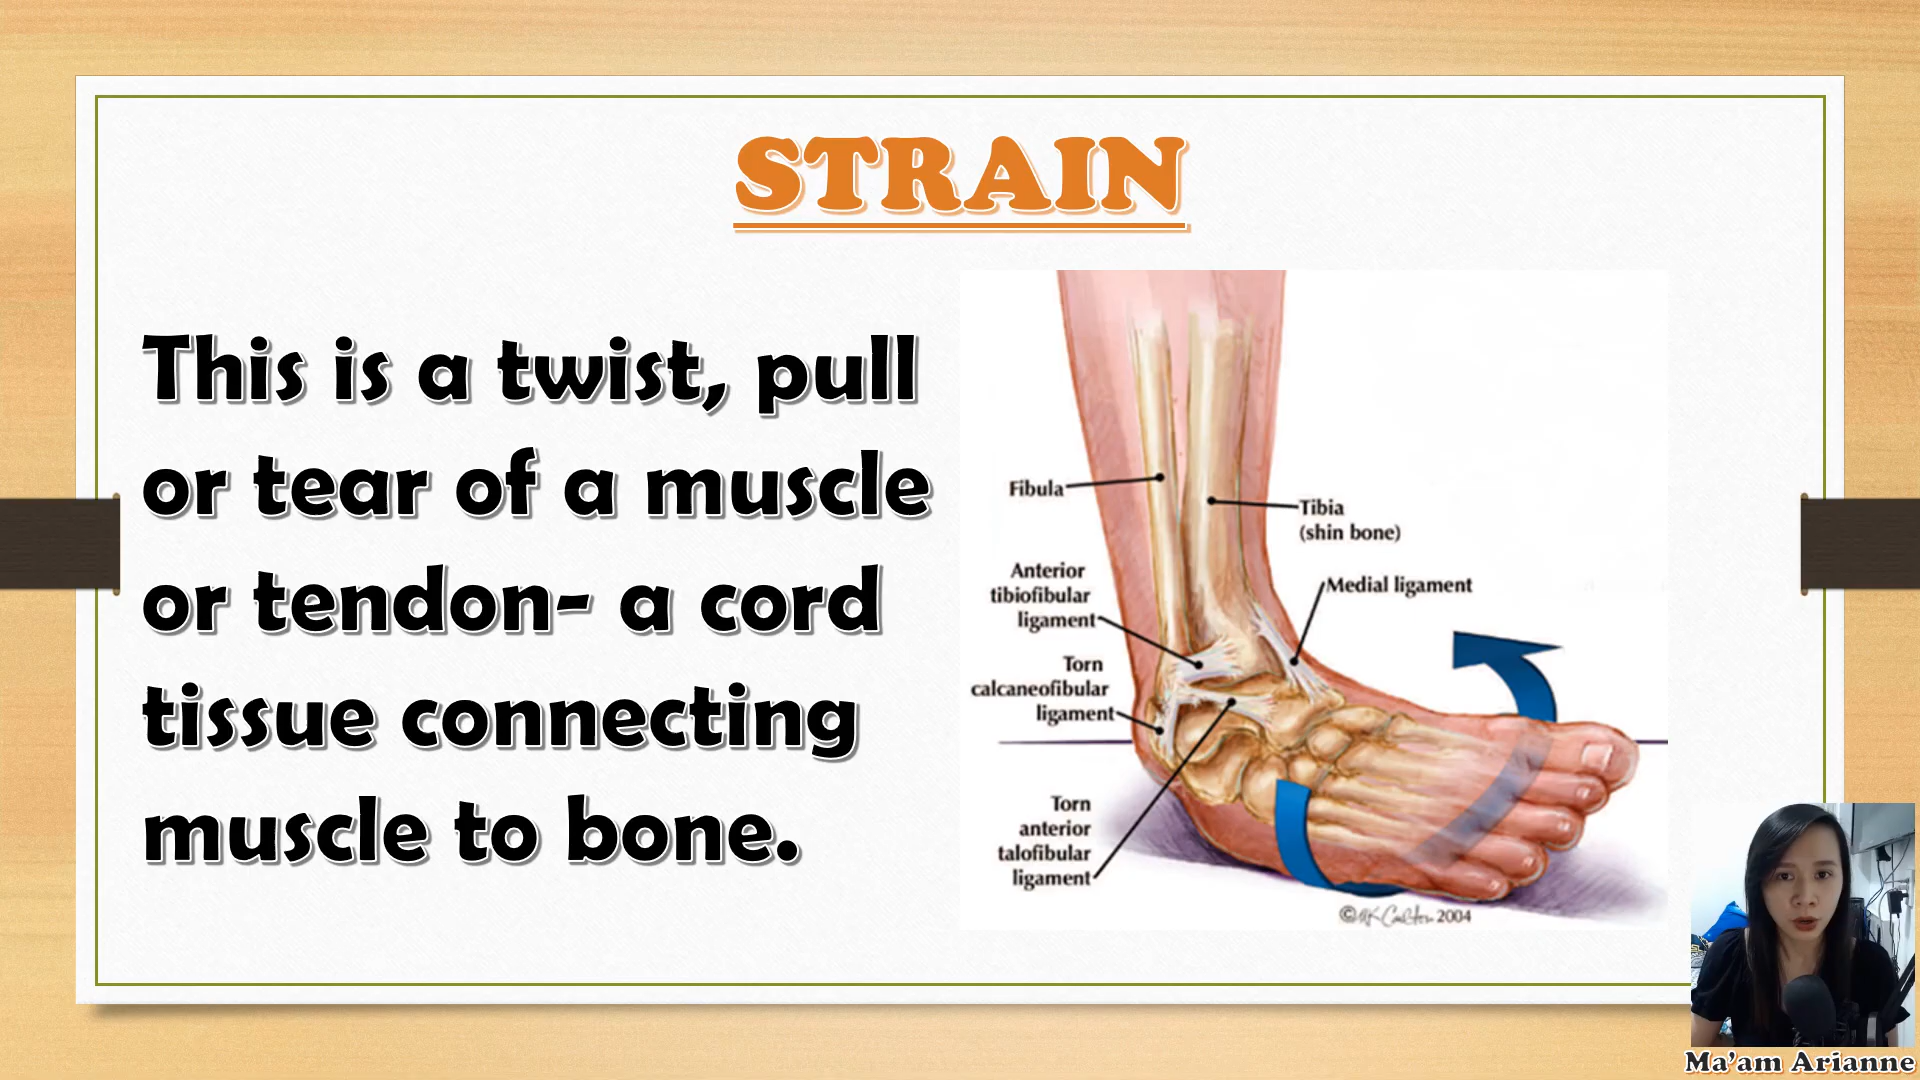 STRAIN
This is a twist, pull
or tear of a muscle
or tendon- a cord
tissue connecting
muscle to bone.
Fibula
Tibia
(shin bone)
Anterior
tibiofibular
ligament
Medial ligament
Torn
calcaneofibular
ligament
Torn
anterior
talofibular
ligament
2004
Ma'am Arianne